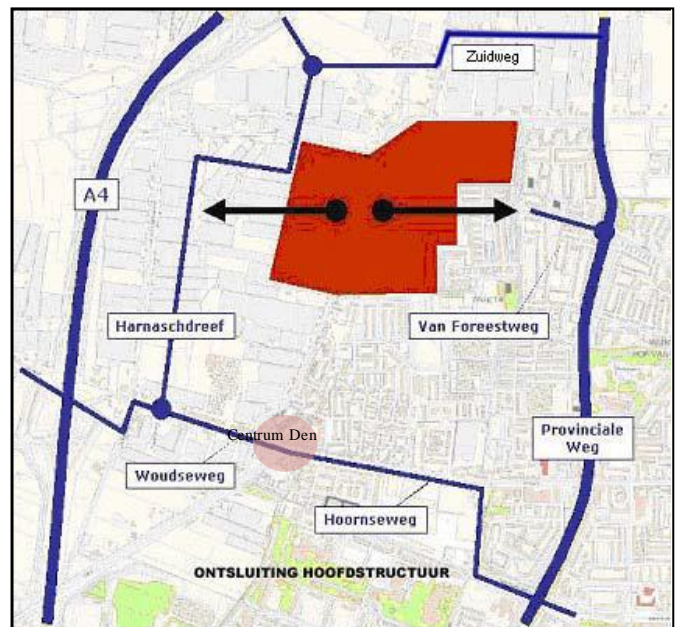 Zuidweg
A4
Harnaschdreef
Van Foreestweg
Centrum Den
Provinciale
Weg
Woudseweg
Hoornseweg
ONTSLUITING HOOFDSTRUCTUUR